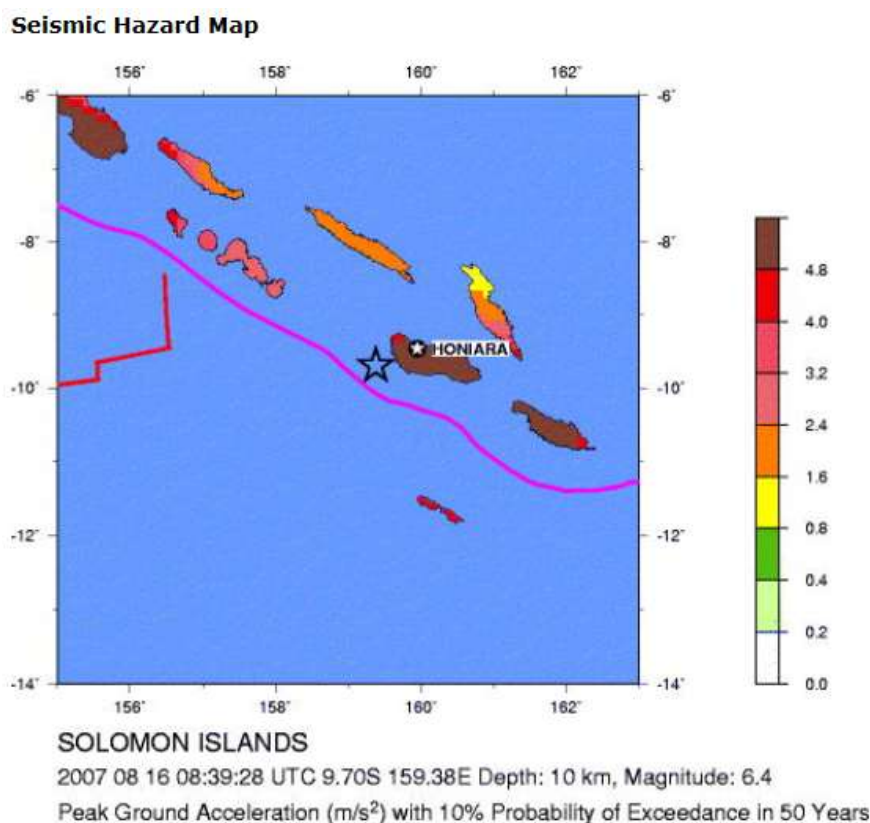 Seismic Hazard Map
156° 158° 160° 162°
-6° -6°
-8° -8°
4.8
4.0
HONIARA
3.2
-10° -10°
2.4
1.6
0.8
-12° -12°
0.4
0.2
-14° -14°
0.0
156° 158° 160° 162°
SOLOMON ISLANDS
2007 08 16 08:39:28 UTC 9.70S 159.38E Depth: 10 km, Magnitude: 6.4
Peak Ground Acceleration (m/s²) with 10% Probability of Exceedance in 50 Years